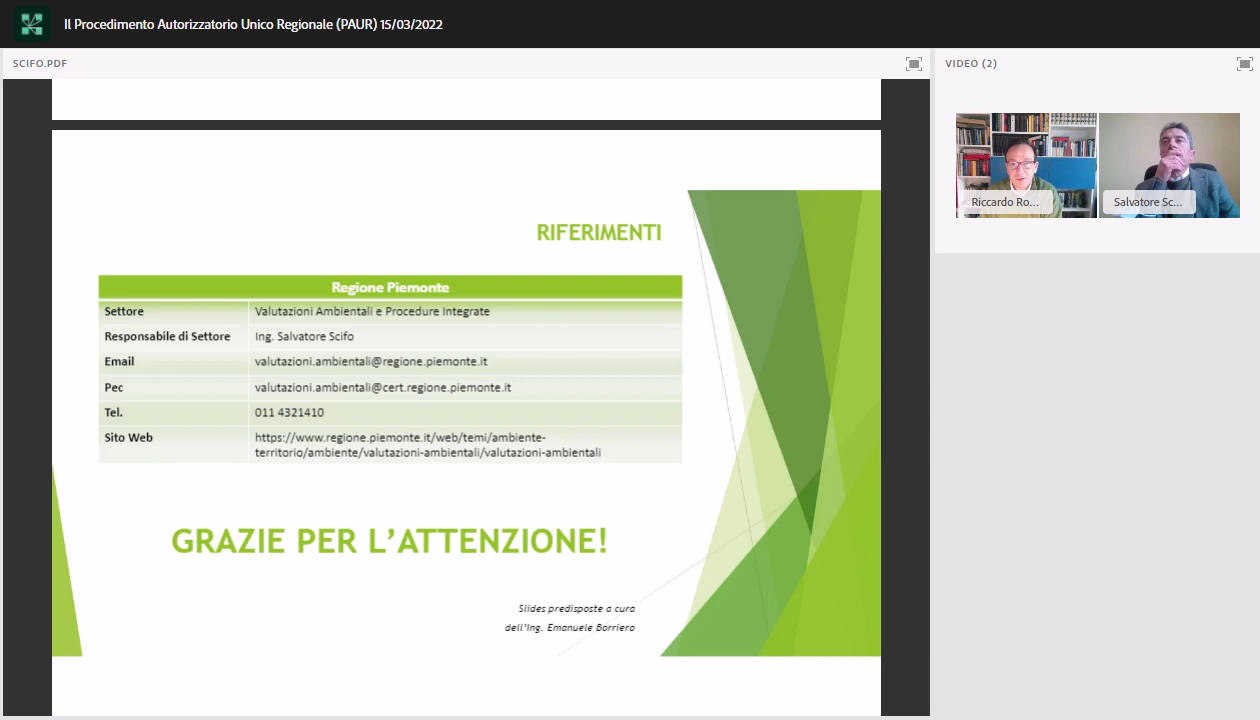 Il Procedimento Autorizzatorio Unico Regionale (PAUR) 15/03/2022
SCIFO.PDF
VIDEO (2)
Riccardo Ro...
Salvatore Sc...
RIFERIMENTI
Regione Piemonte
Settore Valutazioni Ambientali e Procedure Integrate
Responsabile di Settore Ing. Salvatore Scifo
Email valutazioni.ambientali@regione.piemonte.it
Pec valutazioni.ambientali@cert.regione.piemonte.it
Tel. 011 4321410
Sito Web https://www.regione.piemonte.it/web/temi/ambiente-
territorio/ambiente/valutazioni-ambientali/valutazioni-ambientali
GRAZIE PER L’ATTENZIONE!
Slides predisposte a cura
dell’Ing. Emanuele Borriero